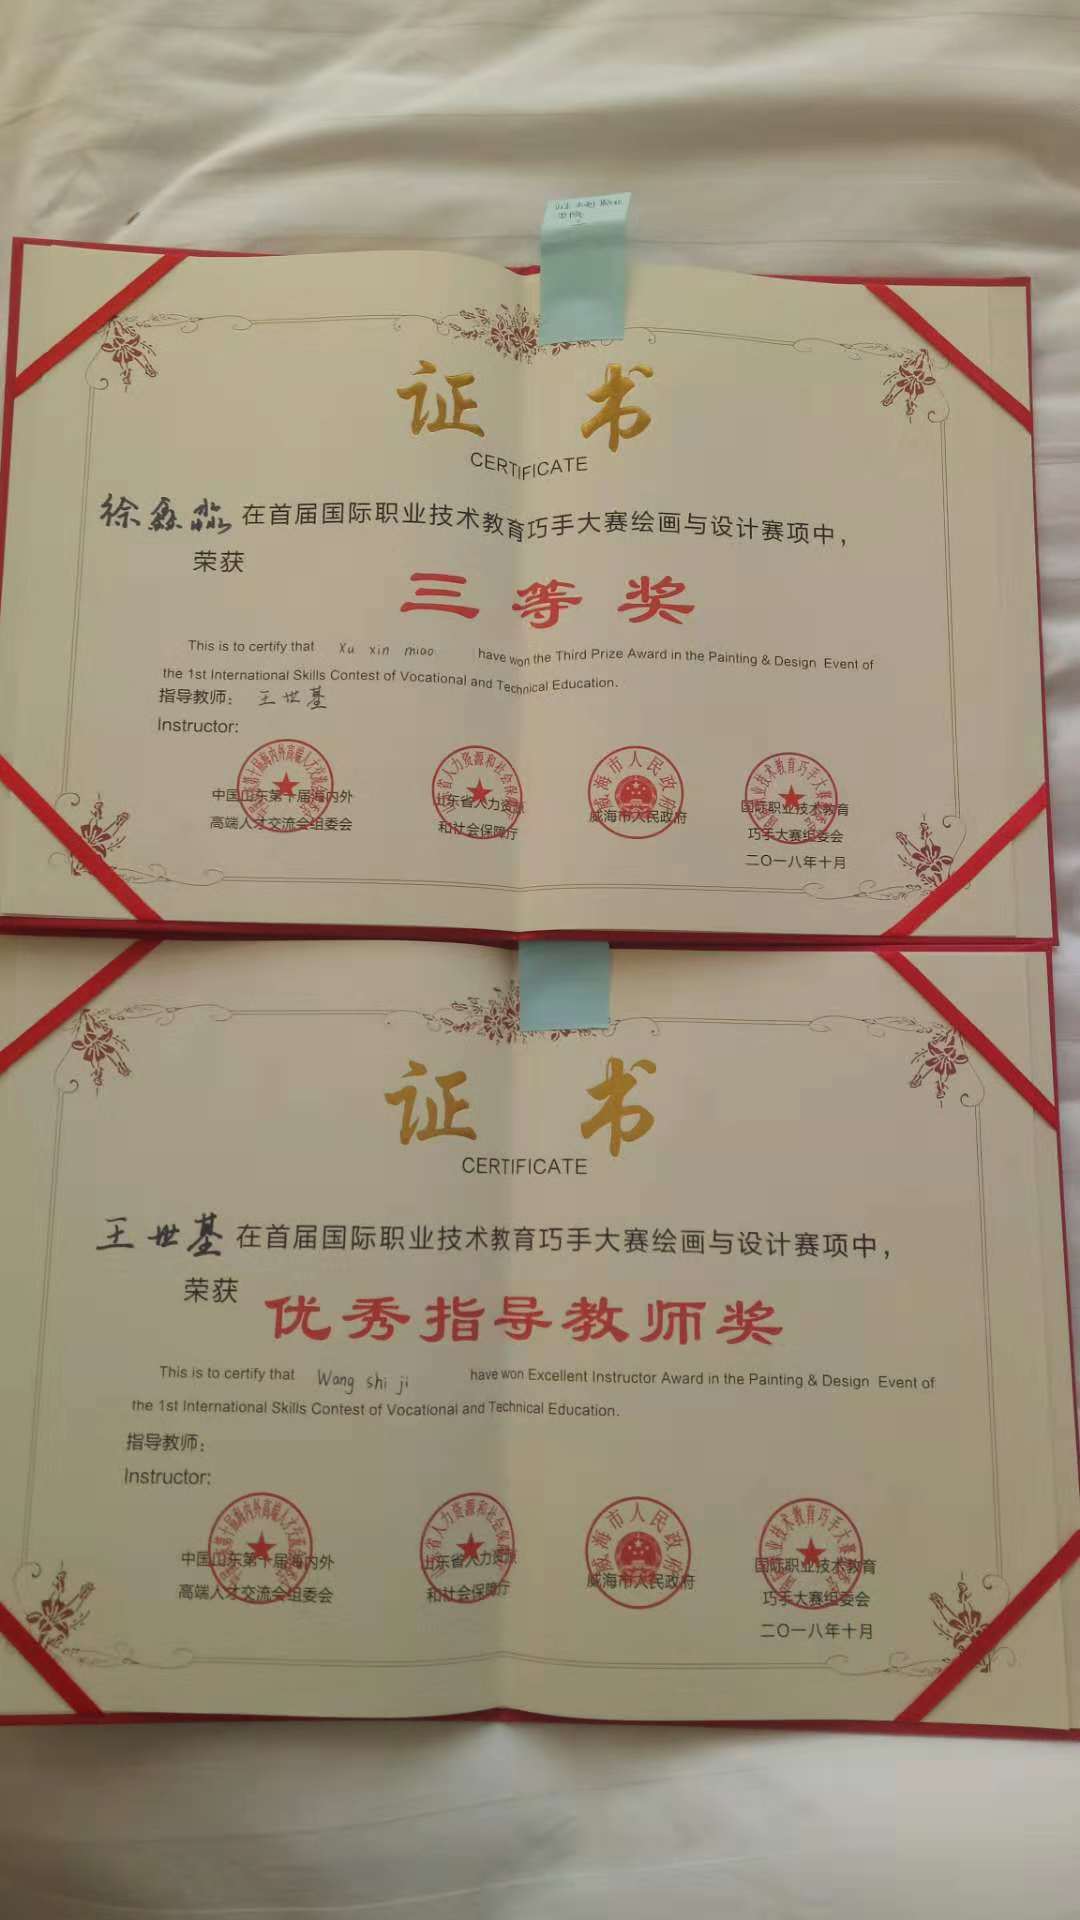 证 书
CERTIFICATE
徐鑫淼在首届国际职业技术教育巧手大赛绘画与设计赛项中，
荣获
三等奖
This is to certify that Xu xin miao have won the Third Prize Award in the Painting & Design Event of
the 1st International Skills Contest of Vocational and Technical Education.
指导教师： 王世基
Instructor:
中国山东第十届海内外
高端人才交流会组委会
山东省人力资源
和社会保障厅
威海市人民政府
国际职业技术教育
巧手大赛组委会
二〇一八年十月
证 书
CERTIFICATE
王世基在首届国际职业技术教育巧手大赛绘画与设计赛项中，
荣获
优秀指导教师奖
This is to certify that Wang shi ji have won Excellent Instructor Award in the Painting & Design Event of
the 1st International Skills Contest of Vocational and Technical Education.
指导教师：
Instructor:
中国山东第十届海内外
高端人才交流会组委会
山东省人力资源
和社会保障厅
威海市人民政府
国际职业技术教育
巧手大赛组委会
二〇一八年十月